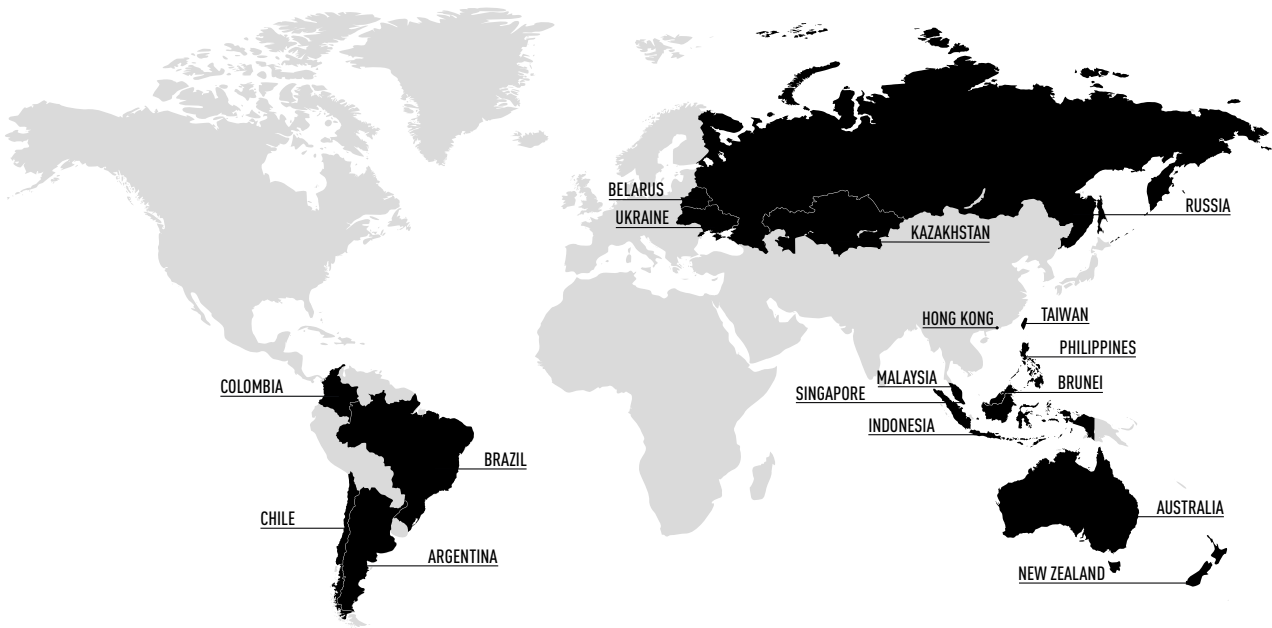 BELARUS
UKRAINE
RUSSIA
KAZAKHSTAN
HONG KONG
TAIWAN
PHILIPPINES
MALAYSIA
BRUNEI
SINGAPORE
INDONESIA
COLOMBIA
BRAZIL
CHILE
ARGENTINA
AUSTRALIA
NEW ZEALAND